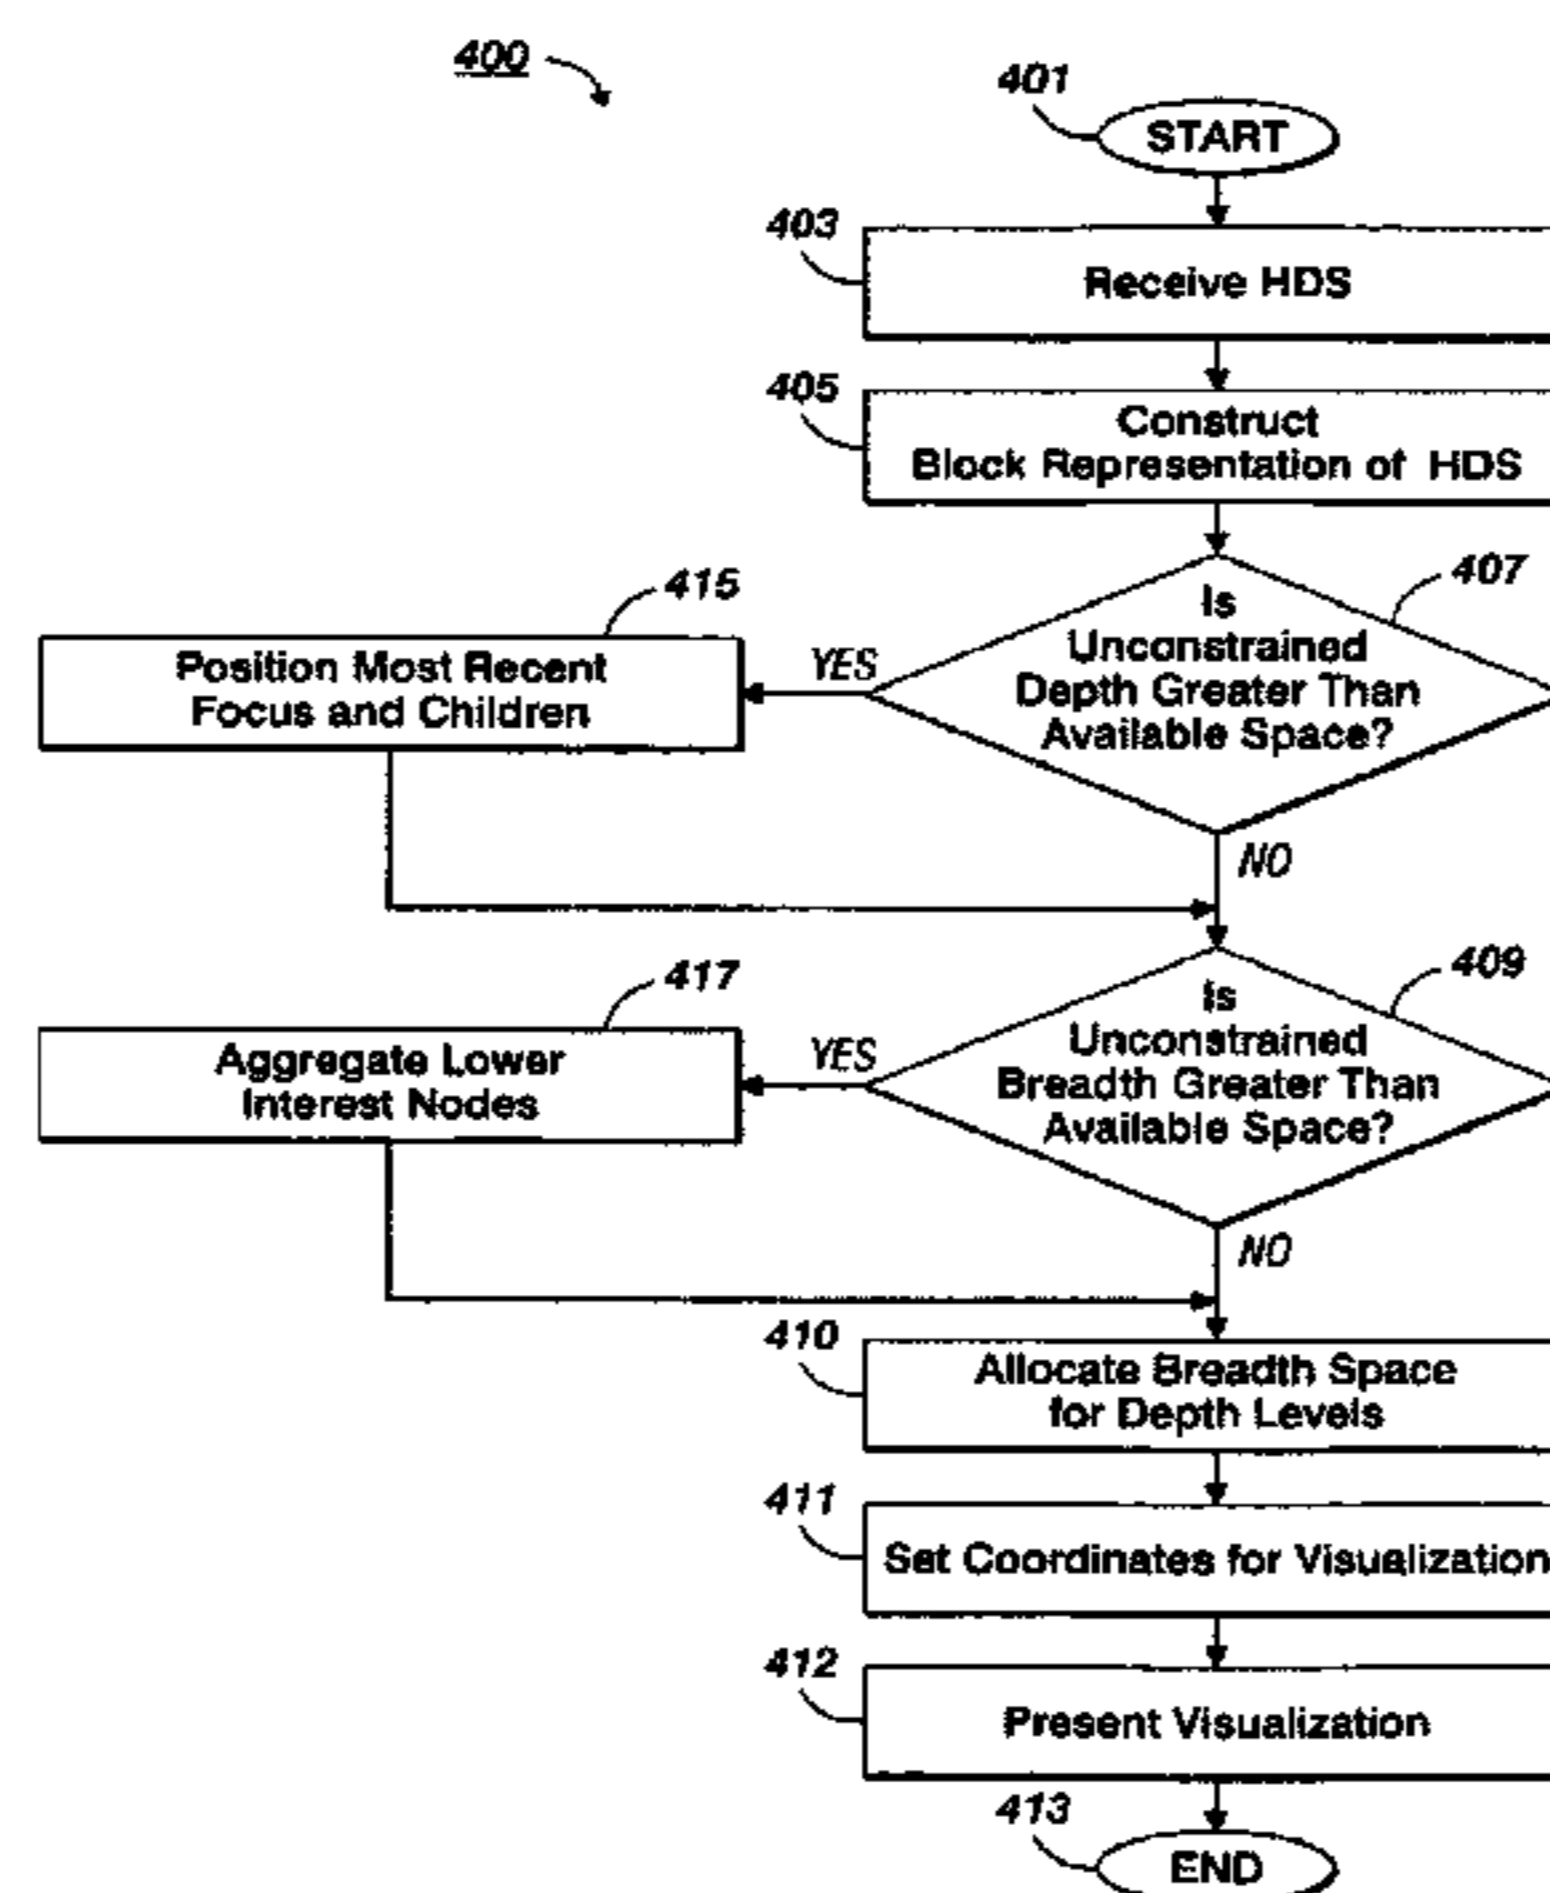 400
401
START
403
Receive HDS
405
Construct
Block Representation of HDS
407
Is
Unconstrained
Depth Greater Than
Available Space?
YES
415
Position Most Recent
Focus and Children
NO
409
Is
Unconstrained
Breadth Greater Than
Available Space?
YES
417
Aggregate Lower
Interest Nodes
NO
410
Allocate Breadth Space
for Depth Levels
411
Set Coordinates for Visualization
412
Present Visualization
413
END